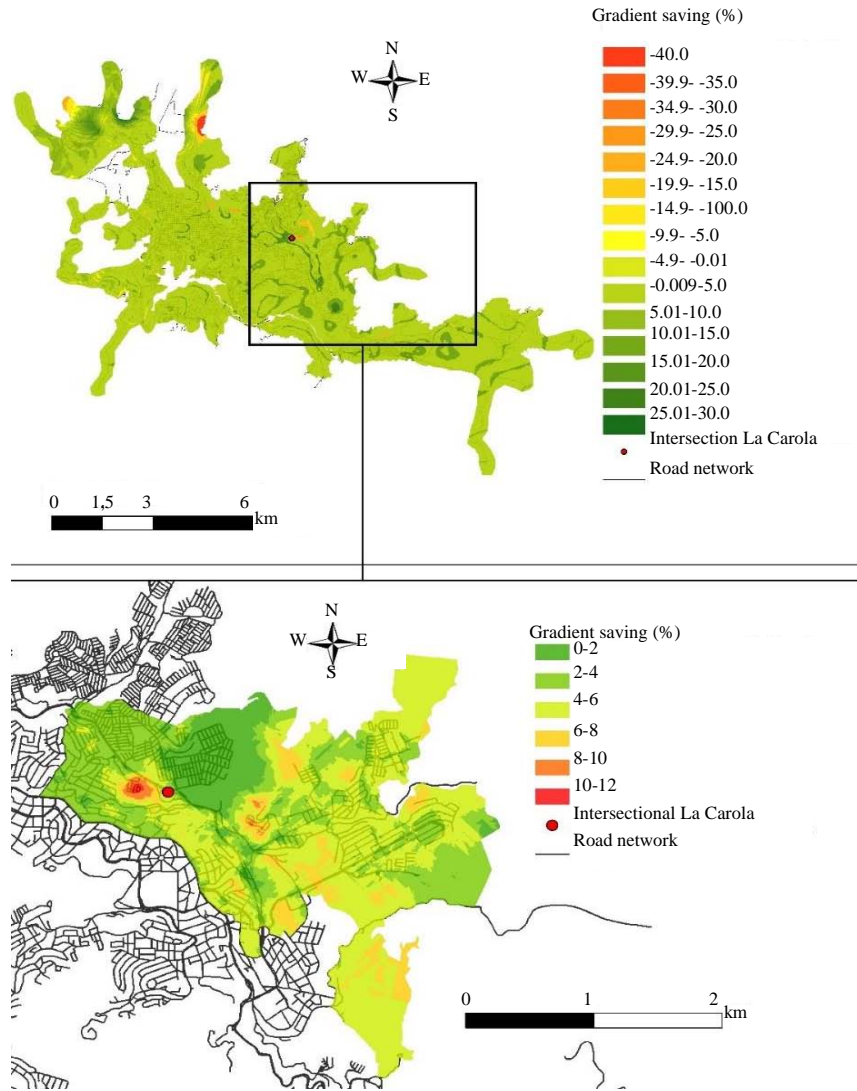 Gradient saving (%)
-40.0
-39.9- -35.0
-34.9- -30.0
-29.9- -25.0
-24.9- -20.0
-19.9- -15.0
-14.9- -100.0
-9.9- -5.0
-4.9- -0.01
-0.009-5.0
5.01-10.0
10.01-15.0
15.01-20.0
20.01-25.0
25.01-30.0
Intersection La Carola
Road network
N
W E
S
0 1,5 3 6
km
N
W E
S
Gradient saving (%)
0-2
2-4
4-6
6-8
8-10
10-12
Intersectional La Carola
Road network
0 1 2
km